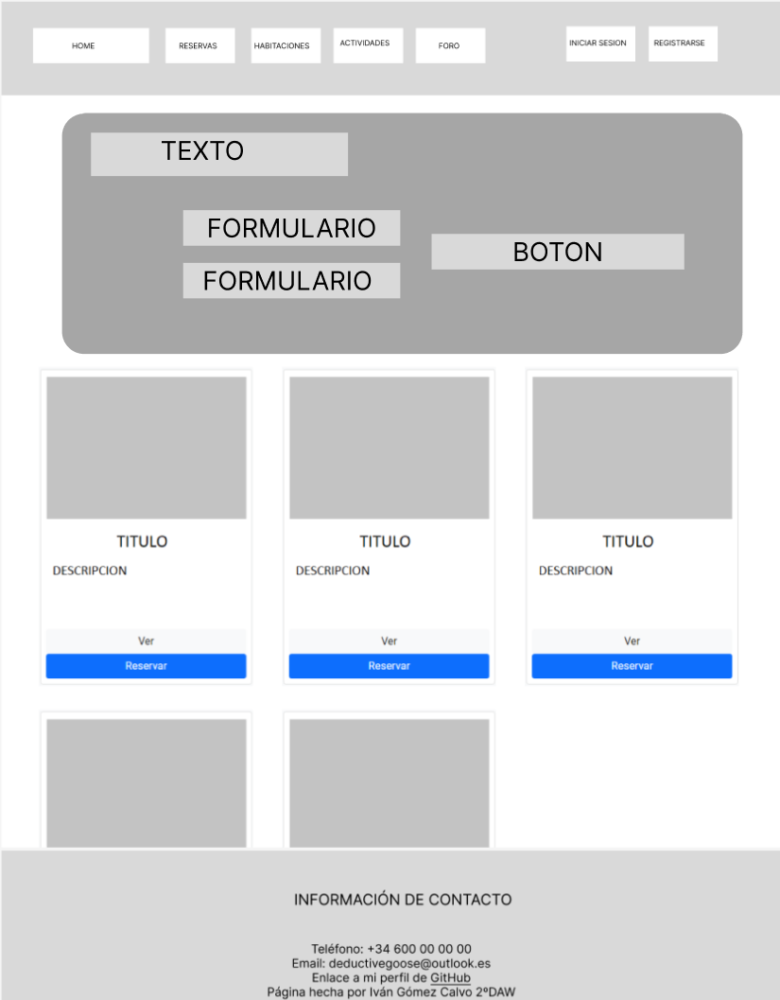 HOME
RESERVAS
HABITACIONES
ACTIVIDADES
FORO
INICIAR SESION
REGISTRARSE
TEXTO
FORMULARIO
FORMULARIO
BOTON
TITULO
DESCRIPCION
Ver
Reservar
TITULO
DESCRIPCION
Ver
Reservar
TITULO
DESCRIPCION
Ver
Reservar
INFORMACIÓN DE CONTACTO
Teléfono: +34 600 00 00 00
Email: deductivegoose@outlook.es
Enlace a mi perfil de GitHub
Página hecha por Iván Gómez Calvo 2ºDAW